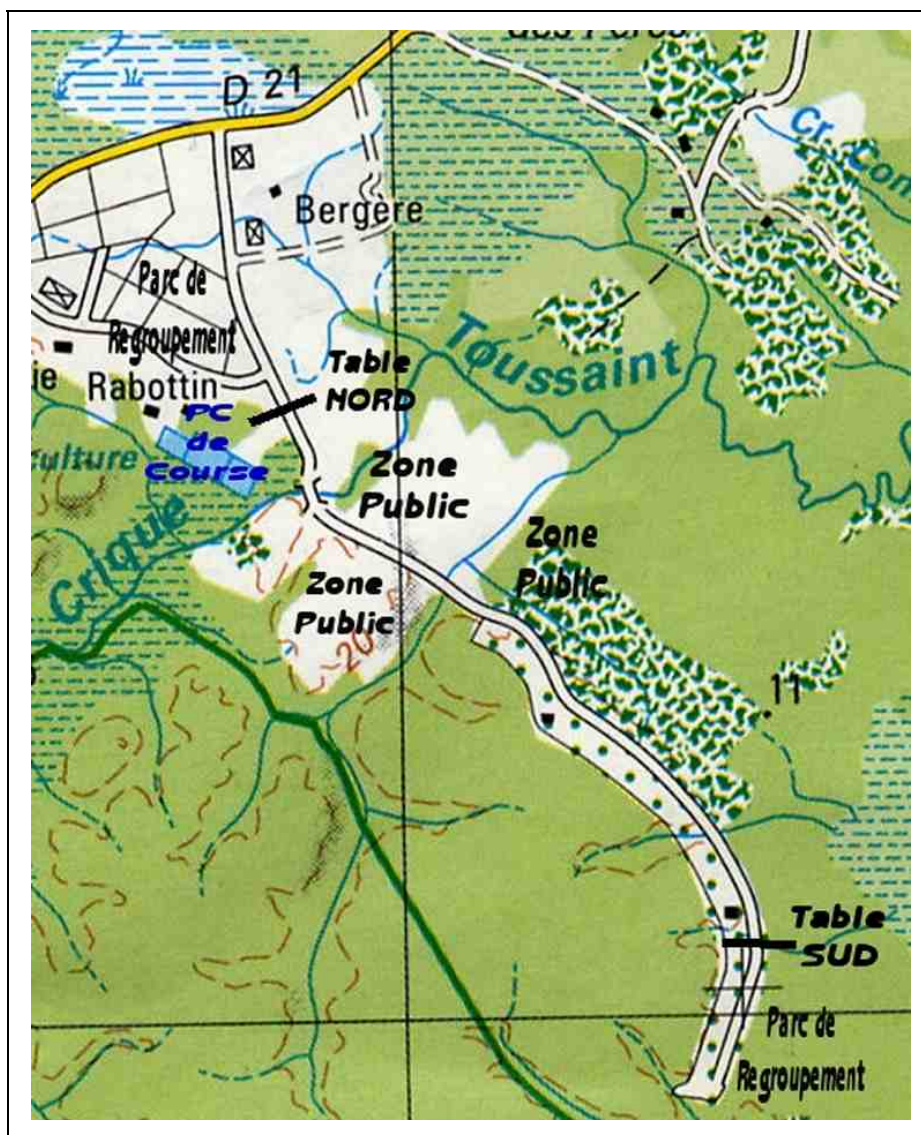 D 21
Cr
Bergère
Parc de
Regroupement
Toussaint
Table
NORD
Rabottin
PC
de
Course
culture
Crique
Zone
Public
Zone
Public
Zone
Public
20
11
Table
SUD
Parc de
Regroupement